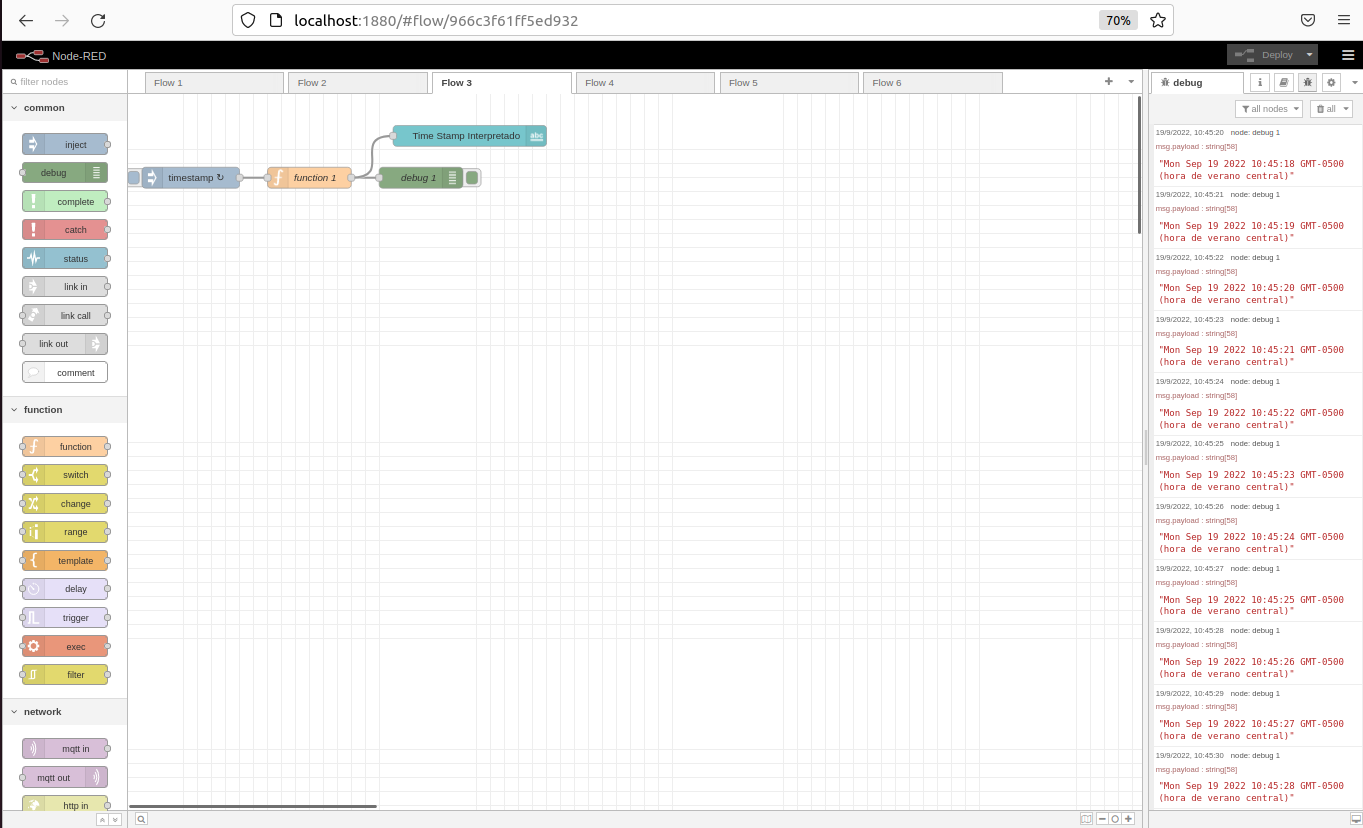 localhost:1880/#flow/966c3f61ff5ed932
70%
Node-RED
Deploy
filter nodes
Flow 1
Flow 2
Flow 3
Flow 4
Flow 5
Flow 6
debug
i
common
inject
debug
complete
catch
status
link in
link call
link out
comment
function
function
switch
change
range
template
delay
trigger
exec
filter
network
mqtt in
mqtt out
http in
Time Stamp Interpretado
abc
timestamp ↻
function 1
debug 1
all nodes
all
19/9/2022, 10:45:20 node: debug 1
msg.payload : string[58]
"Mon Sep 19 2022 10:45:18 GMT-0500
(hora de verano central)"
19/9/2022, 10:45:21 node: debug 1
msg.payload : string[58]
"Mon Sep 19 2022 10:45:19 GMT-0500
(hora de verano central)"
19/9/2022, 10:45:22 node: debug 1
msg.payload : string[58]
"Mon Sep 19 2022 10:45:20 GMT-0500
(hora de verano central)"
19/9/2022, 10:45:23 node: debug 1
msg.payload : string[58]
"Mon Sep 19 2022 10:45:21 GMT-0500
(hora de verano central)"
19/9/2022, 10:45:24 node: debug 1
msg.payload : string[58]
"Mon Sep 19 2022 10:45:22 GMT-0500
(hora de verano central)"
19/9/2022, 10:45:25 node: debug 1
msg.payload : string[58]
"Mon Sep 19 2022 10:45:23 GMT-0500
(hora de verano central)"
19/9/2022, 10:45:26 node: debug 1
msg.payload : string[58]
"Mon Sep 19 2022 10:45:24 GMT-0500
(hora de verano central)"
19/9/2022, 10:45:27 node: debug 1
msg.payload : string[58]
"Mon Sep 19 2022 10:45:25 GMT-0500
(hora de verano central)"
19/9/2022, 10:45:28 node: debug 1
msg.payload : string[58]
"Mon Sep 19 2022 10:45:26 GMT-0500
(hora de verano central)"
19/9/2022, 10:45:29 node: debug 1
msg.payload : string[58]
"Mon Sep 19 2022 10:45:27 GMT-0500
(hora de verano central)"
19/9/2022, 10:45:30 node: debug 1
msg.payload : string[58]
"Mon Sep 19 2022 10:45:28 GMT-0500
(hora de verano central)"